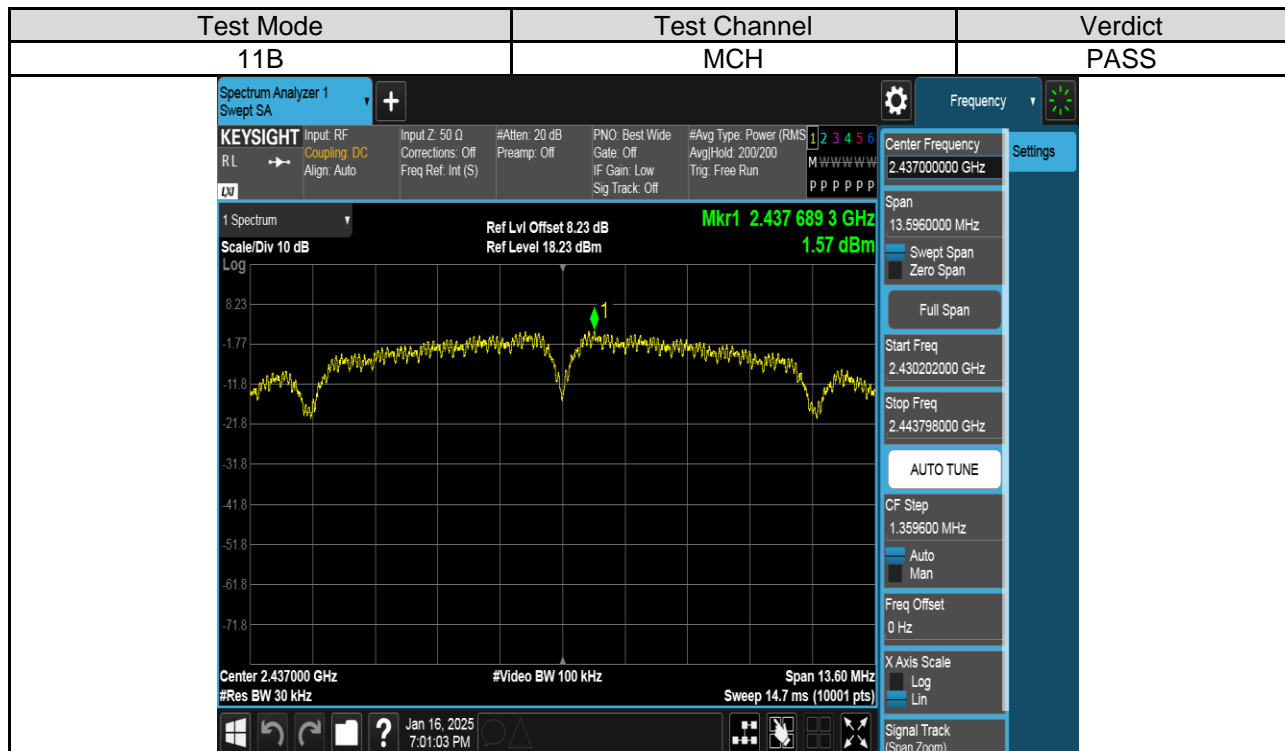 Test Mode Test Channel Verdict
11B MCH PASS
Spectrum Analyzer 1
Swept SA
+
Frequency
KEYSIGHT Input: RF Input Z: 50 Ω #Atten: 20 dB PNO: Best Wide #Avg Type: Power (RMS 1 2 3 4 5 6
Coupling: DC Corrections: Off Preamp: Off Gate: Off Avg|Hold: 200/200
R L Align: Auto Freq Ref: Int (S) IF Gain: Low Trig: Free Run M W W W W W
LXI Sig Track: Off P P P P P P
1 Spectrum
Scale/Div 10 dB
Ref Lvl Offset 8.23 dB
Ref Level 18.23 dBm
Mkr1 2.437 689 3 GHz
1.57 dBm
Log
1
8.23
-1.77
-11.8
-21.8
-31.8
-41.8
-51.8
-61.8
-71.8
Center 2.437000 GHz #Video BW 100 kHz Span 13.60 MHz
#Res BW 30 kHz Sweep 14.7 ms (10001 pts)
?
Jan 16, 2025
7:01:03 PM
Center Frequency
2.437000000 GHz
Settings
Span
13.5960000 MHz
Swept Span
Zero Span
Full Span
Start Freq
2.430202000 GHz
Stop Freq
2.443798000 GHz
AUTO TUNE
CF Step
1.359600 MHz
Auto
Man
Freq Offset
0 Hz
X Axis Scale
Log
Lin
Signal Track
(Span Zoom)